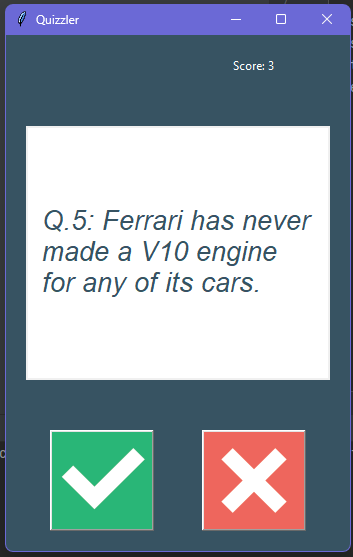 Quizzler
Score: 3
Q.5: Ferrari has never
made a V10 engine
for any of its cars.